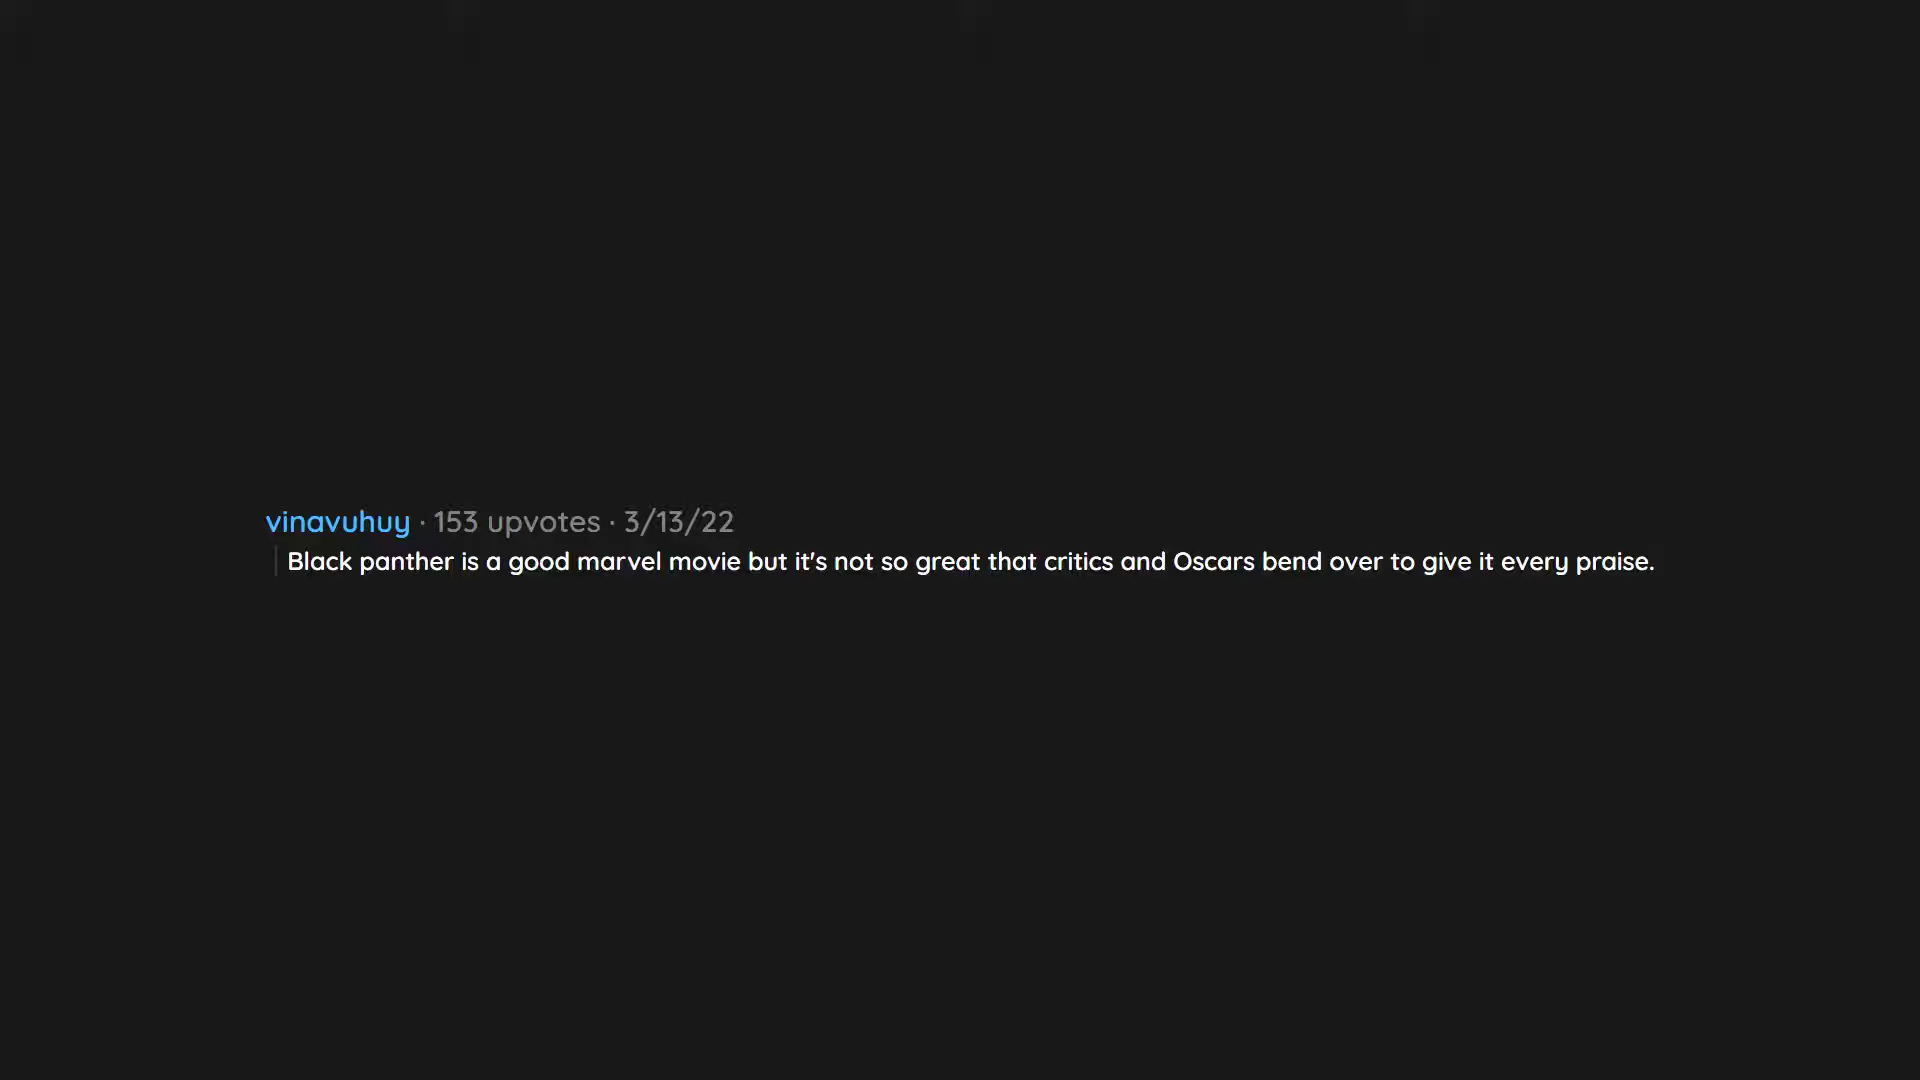 vinavuhuy · 153 upvotes · 3/13/22
Black panther is a good marvel movie but it's not so great that critics and Oscars bend over to give it every praise.